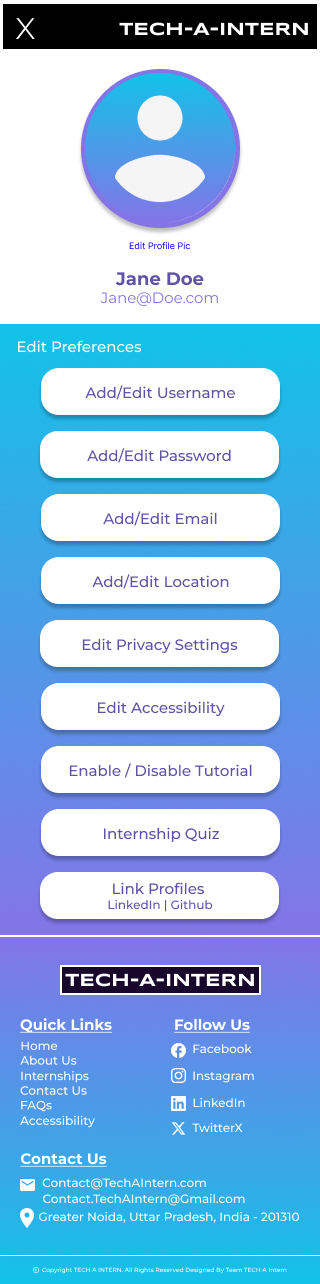 X
TECH-A-INTERN
Edit Profile Pic
Jane Doe
Jane@Doe.com
Edit Preferences
Add/Edit Username
Add/Edit Password
Add/Edit Email
Add/Edit Location
Edit Privacy Settings
Edit Accessibility
Enable / Disable Tutorial
Internship Quiz
Link Profiles
LinkedIn | Github
TECH-A-INTERN
Quick Links
Home
About Us
Internships
Contact Us
FAQs
Accessibility
Follow Us
Facebook
Instagram
LinkedIn
TwitterX
Contact Us
Contact@TechAIntern.com
Contact.TechAIntern@Gmail.com
Greater Noida, Uttar Pradesh, India - 201310
© Copyright TECH A INTERN. All Rights Reserved Designed By Team TECH A Intern